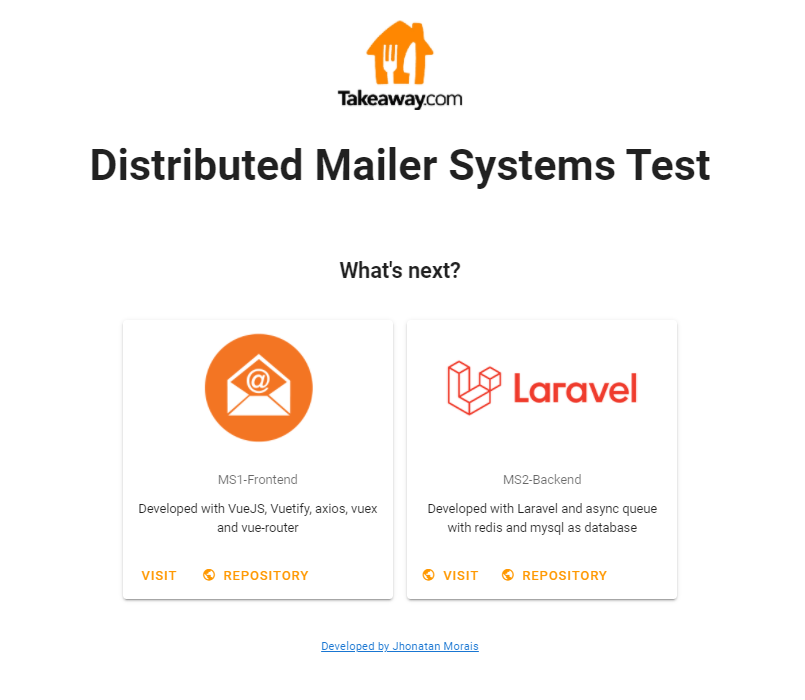 Takeaway.com
Distributed Mailer Systems Test
What's next?
@
Laravel
MS1-Frontend
Developed with VueJS, Vuetify, axios, vuex
and vue-router
VISIT
REPOSITORY
MS2-Backend
Developed with Laravel and async queue
with redis and mysql as database
VISIT
REPOSITORY
Developed by Jhonatan Morais